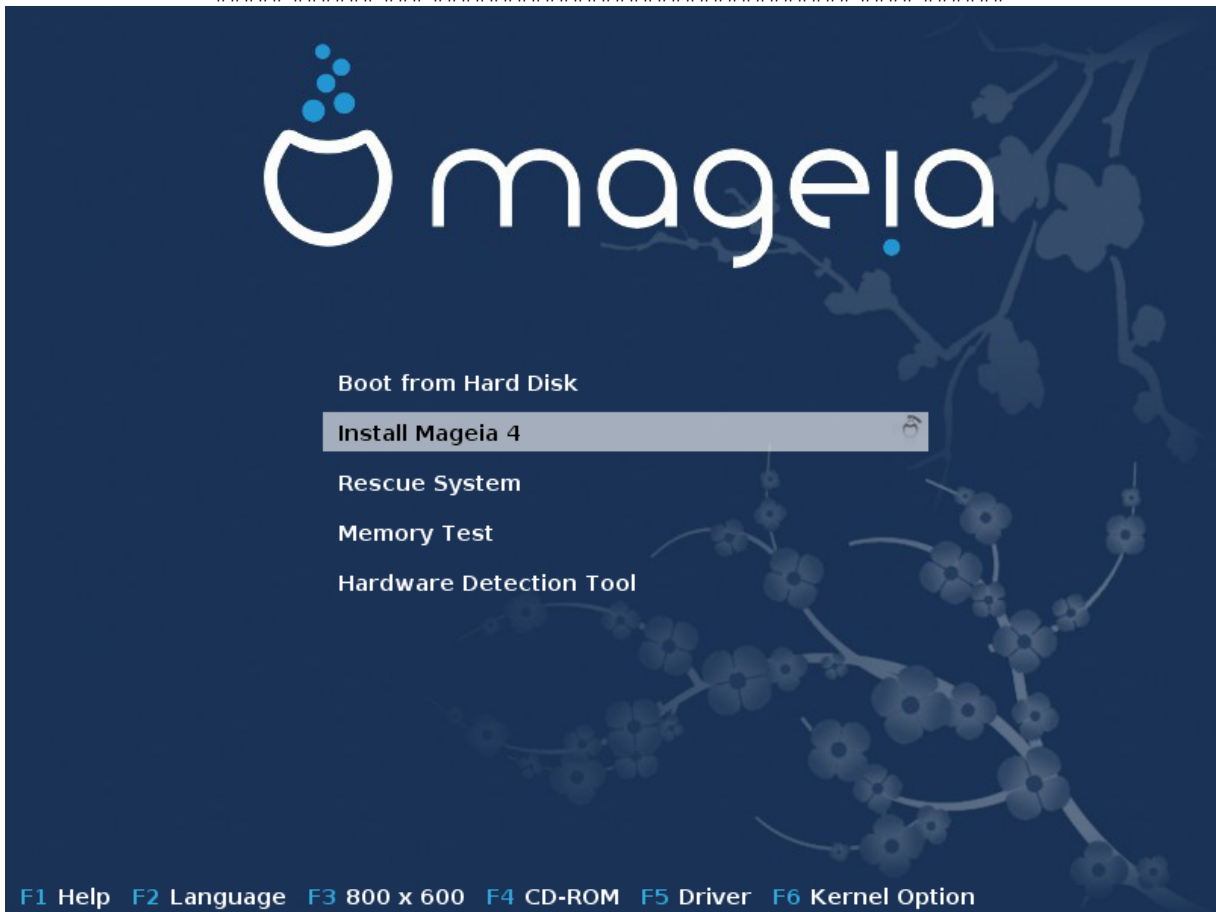 mageia
Boot from Hard Disk
Install Mageia 4
Rescue System
Memory Test
Hardware Detection Tool
F1 Help F2 Language F3 800 x 600 F4 CD-ROM F5 Driver F6 Kernel Option